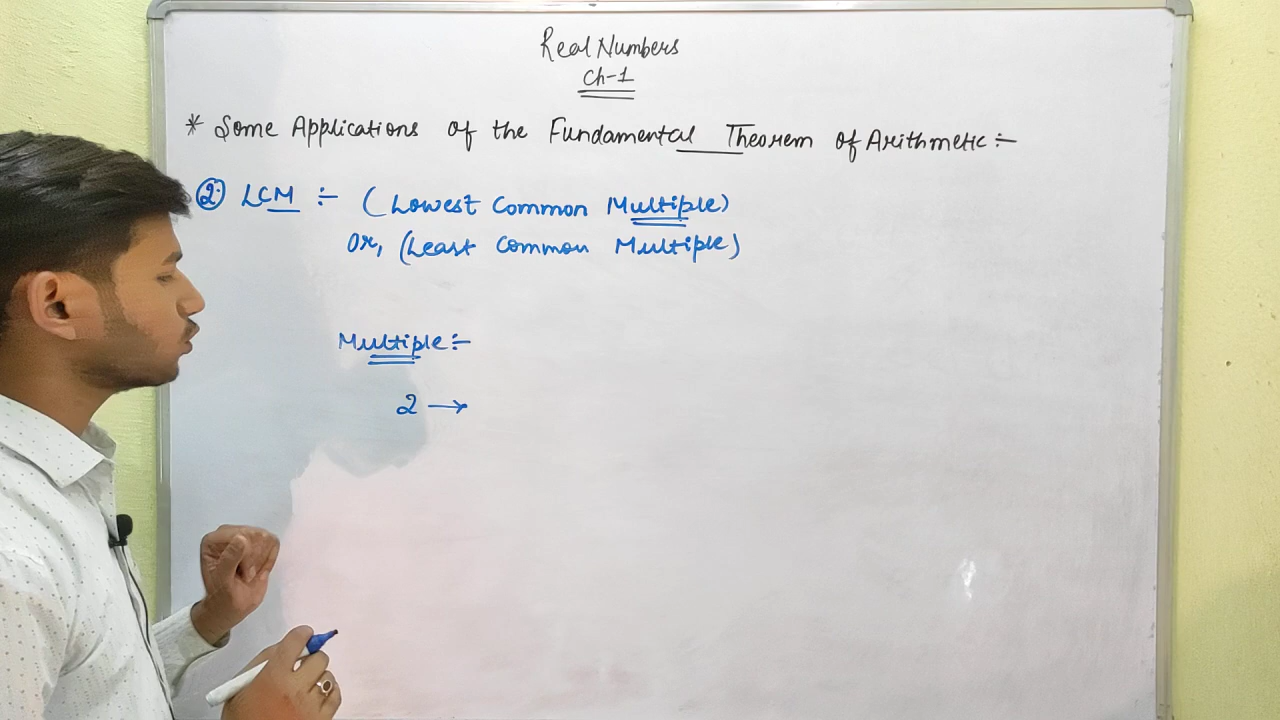 Real Numbers
Ch-1
* Some Applications of the Fundamental Theorem of Arithmetic :-
2. LCM :- (Lowest Common Multiple)
Or, (Least Common Multiple)
Multiple :-
2 →